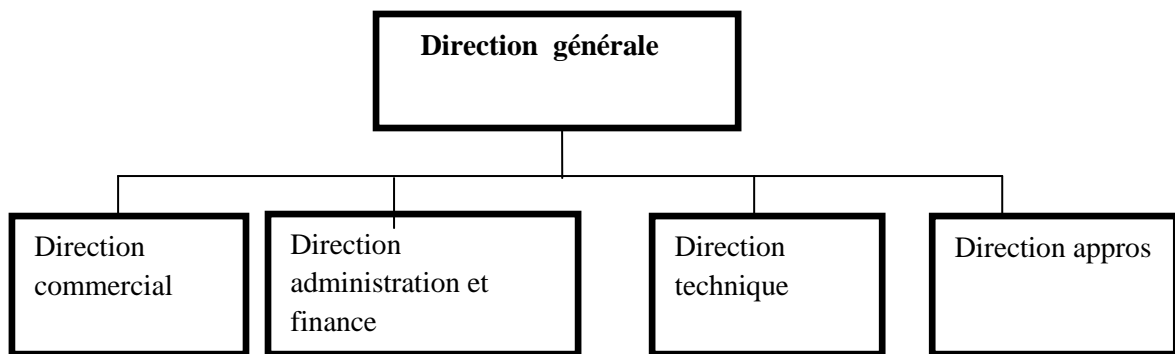 Direction générale
Direction
commercial
Direction
administration et
finance
Direction
technique
Direction appros